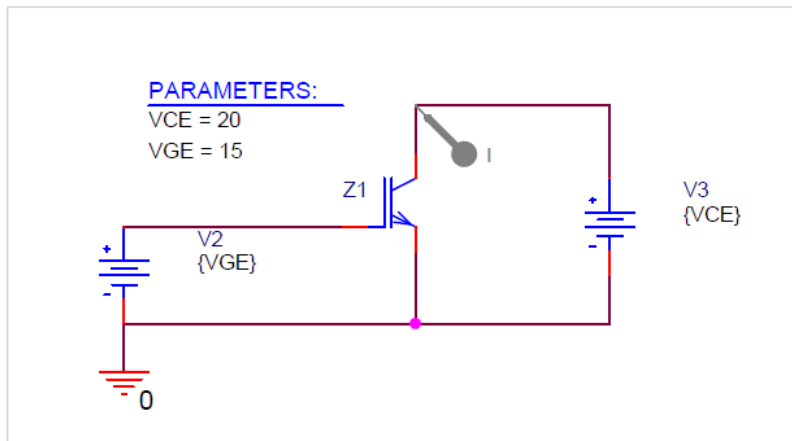 PARAMETERS:
VCE = 20
VGE = 15
Z1
I
V3
{VCE}
V2
{VGE}
+
-
+
-
0